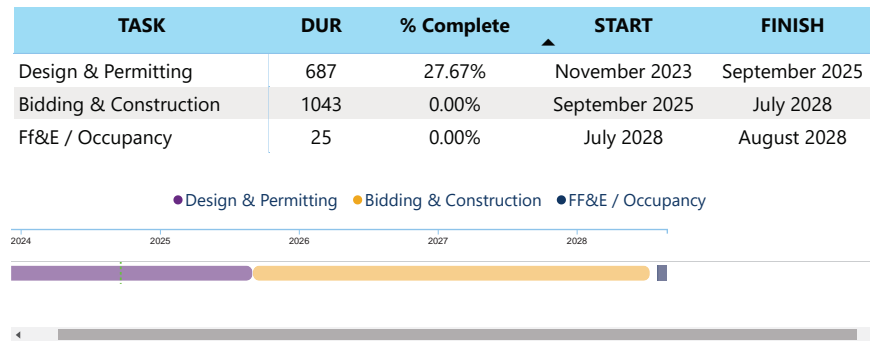 TASK DUR % Complete START FINISH
Design & Permitting 687 27.67% November 2023 September 2025
Bidding & Construction 1043 0.00% September 2025 July 2028
Ff&E / Occupancy 25 0.00% July 2028 August 2028
Design & Permitting Bidding & Construction FF&E / Occupancy
2024 2025 2026 2027 2028